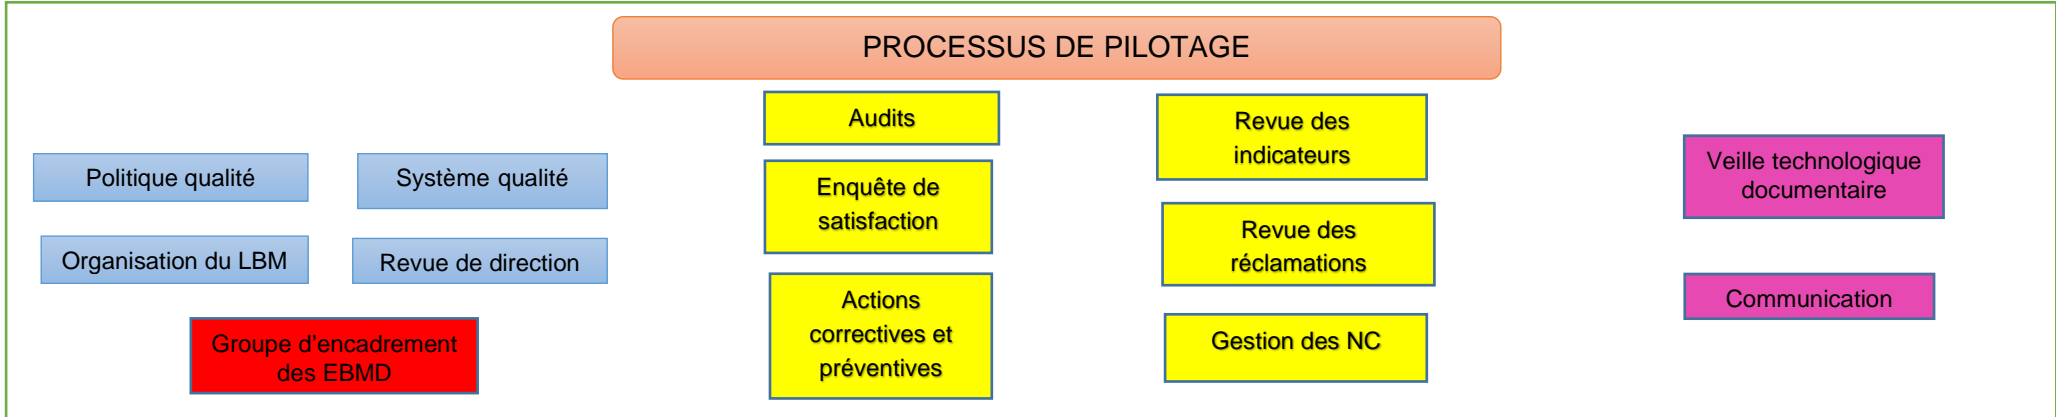 PROCESSUS DE PILOTAGE
Politique qualité
Système qualité
Organisation du LBM
Revue de direction
Groupe d'encadrement
des EBMD
Audits
Enquête de
satisfaction
Actions
correctives et
préventives
Revue des
indicateurs
Revue des
réclamations
Gestion des NC
Veille technologique
documentaire
Communication